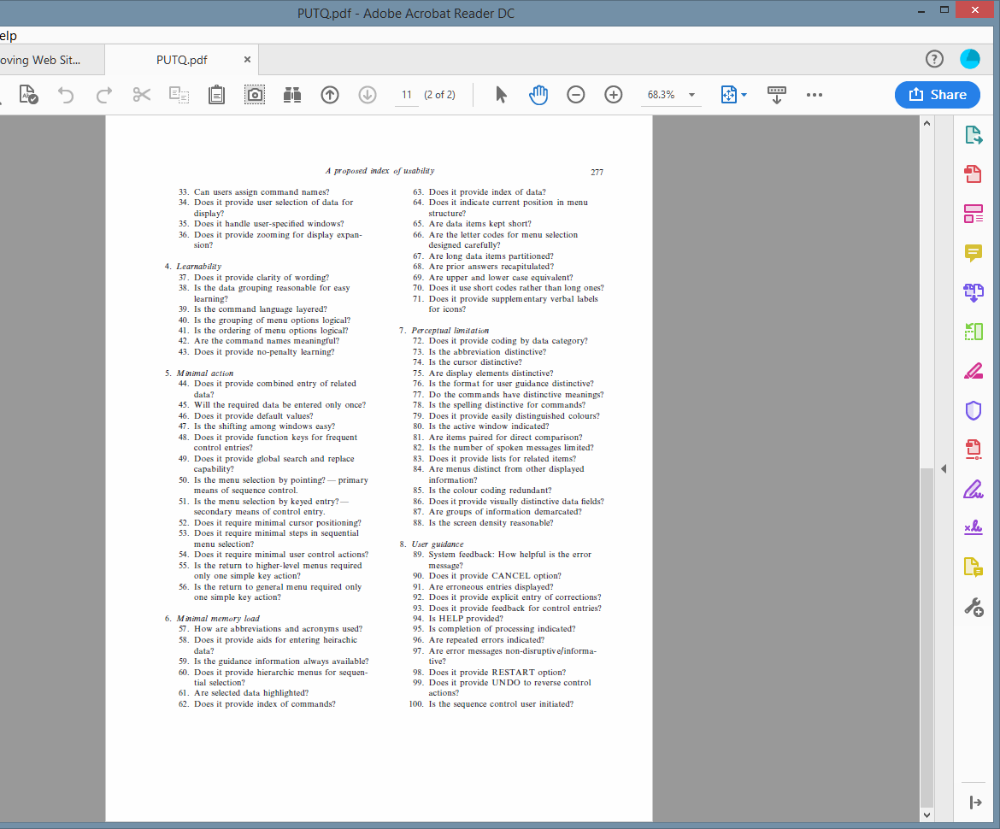 PUTQ.pdf - Adobe Acrobat Reader DC
elp
oving Web Sit...
PUTQ.pdf
11 (2 of 2)
68.3%
Share
A proposed index of usability
277
33. Can users assign command names?
34. Does it provide user selection of data for
display?
35. Does it handle user-specified windows?
36. Does it provide zooming for display expan-
sion?
4. Learnability
37. Does it provide clarity of wording?
38. Is the data grouping reasonable for easy
learning?
39. Is the command language layered?
40. Is the grouping of menu options logical?
41. Is the ordering of menu options logical?
42. Are the command names meaningful?
43. Does it provide no-penalty learning?
5. Minimal action
44. Does it provide combined entry of related
data?
45. Will the required data be entered only once?
46. Does it provide default values?
47. Is the shifting among windows easy?
48. Does it provide function keys for frequent
control entries?
49. Does it provide global search and replace
capability?
50. Is the menu selection by pointing? — primary
means of sequence control.
51. Is the menu selection by keyed entry? —
secondary means of control entry.
52. Does it require minimal cursor positioning?
53. Does it require minimal steps in sequential
menu selection?
54. Does it require minimal user control actions?
55. Is the return to higher-level menus required
only one simple key action?
56. Is the return to general menu required only
one simple key action?
6. Minimal memory load
57. How are abbreviations and acronyms used?
58. Does it provide aids for entering heirachic
data?
59. Is the guidance information always available?
60. Does it provide hierarchic menus for sequen-
tial selection?
61. Are selected data highlighted?
62. Does it provide index of commands?
63. Does it provide index of data?
64. Does it indicate current position in menu
structure?
65. Are data items kept short?
66. Are the letter codes for menu selection
designed carefully?
67. Are long data items partitioned?
68. Are prior answers recapitulated?
69. Are upper and lower case equivalent?
70. Does it use short codes rather than long ones?
71. Does it provide supplementary verbal labels
for icons?
7. Perceptual limitation
72. Does it provide coding by data category?
73. Is the abbreviation distinctive?
74. Is the cursor distinctive?
75. Are display elements distinctive?
76. Is the format for user guidance distinctive?
77. Do the commands have distinctive meanings?
78. Is the spelling distinctive for commands?
79. Does it provide easily distinguished colours?
80. Is the active window indicated?
81. Are items paired for direct comparison?
82. Is the number of spoken messages limited?
83. Does it provide lists for related items?
84. Are menus distinct from other displayed
information?
85. Is the colour coding redundant?
86. Does it provide visually distinctive data fields?
87. Are groups of information demarcated?
88. Is the screen density reasonable?
8. User guidance
89. System feedback: How helpful is the error
message?
90. Does it provide CANCEL option?
91. Are erroneous entries displayed?
92. Does it provide explicit entry of corrections?
93. Does it provide feedback for control entries?
94. Is HELP provided?
95. Is completion of processing indicated?
96. Are repeated errors indicated?
97. Are error messages non-disruptive/informa-
tive?
98. Does it provide RESTART option?
99. Does it provide UNDO to reverse control
actions?
100. Is the sequence control user initiated?